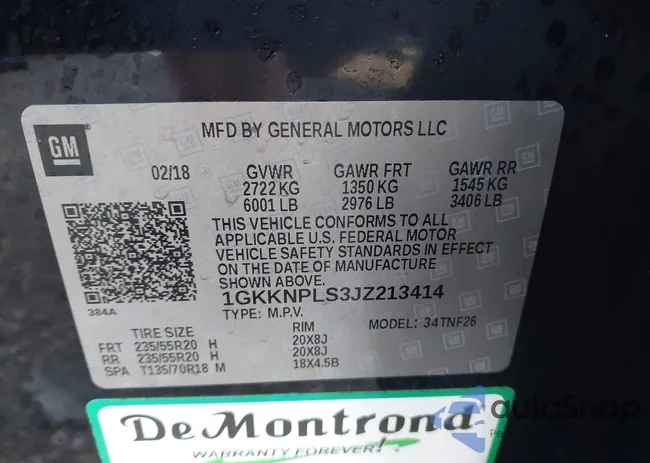 GM
MFD BY GENERAL MOTORS LLC
02/18 GVWR GAWR FRT GAWR RR
2722 KG 1350 KG 1545 KG
6001 LB 2976 LB 3406 LB
THIS VEHICLE CONFORMS TO ALL
APPLICABLE U.S. FEDERAL MOTOR
VEHICLE SAFETY STANDARDS IN EFFECT
ON THE DATE OF MANUFACTURE
SHOWN ABOVE.
1GKKNPLS3JZ213414
384A
TYPE: M.P.V. MODEL: 34TNF26
TIRE SIZE RIM
FRT 235/55R20 H 20X8J
RR 235/55R20 H 20X8J
SPA T135/70R18 M 18X4.5B
DeMontrond
WARRANTY FOREVER!
autoSnap